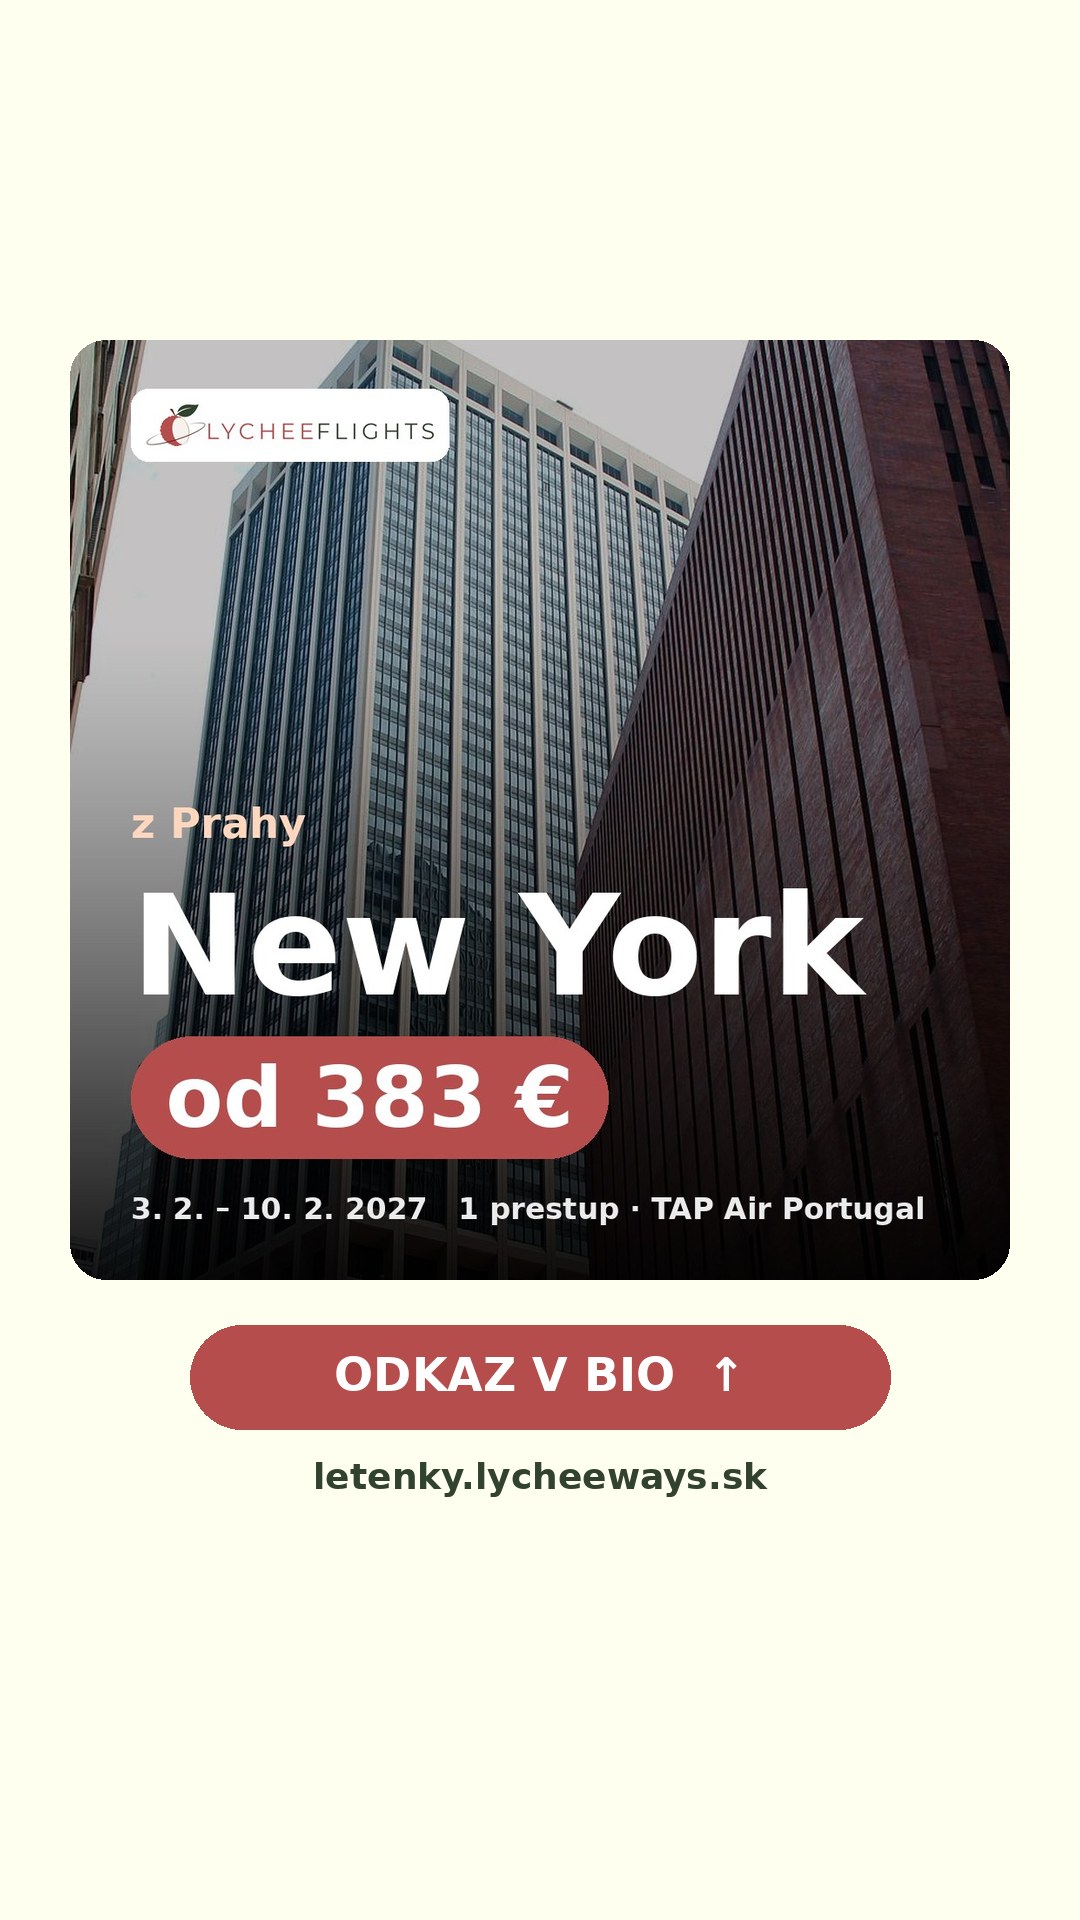 LYCHEEFLIGHTS
z Prahy
New York
od 383 €
3. 2. – 10. 2. 2027 1 prestup · TAP Air Portugal
ODKAZ V BIO ↑
letenky.lycheeways.sk